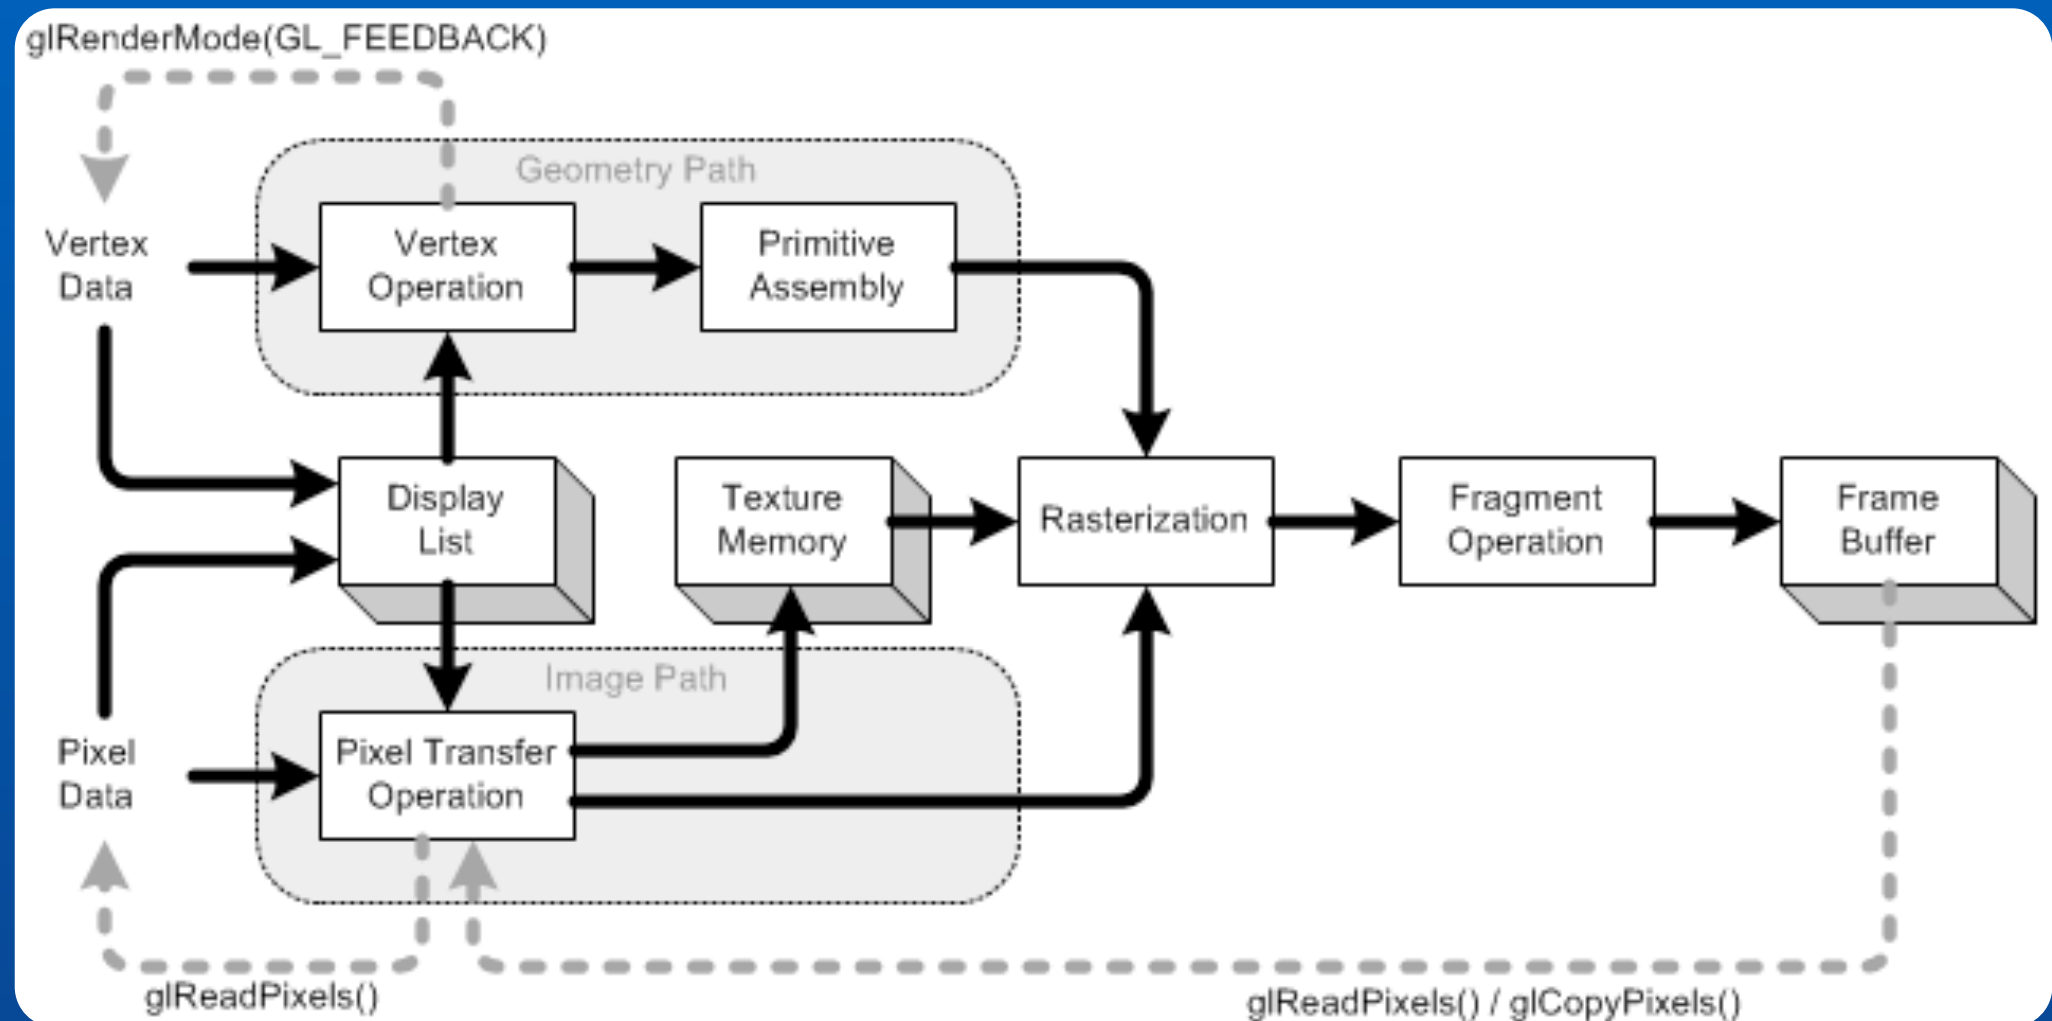 glRenderMode(GL_FEEDBACK)
Geometry Path
Vertex
Data
Vertex
Operation
Primitive
Assembly
Display
List
Texture
Memory
Rasterization
Fragment
Operation
Frame
Buffer
Image Path
Pixel
Data
Pixel Transfer
Operation
glReadPixels()
glReadPixels() / glCopyPixels()